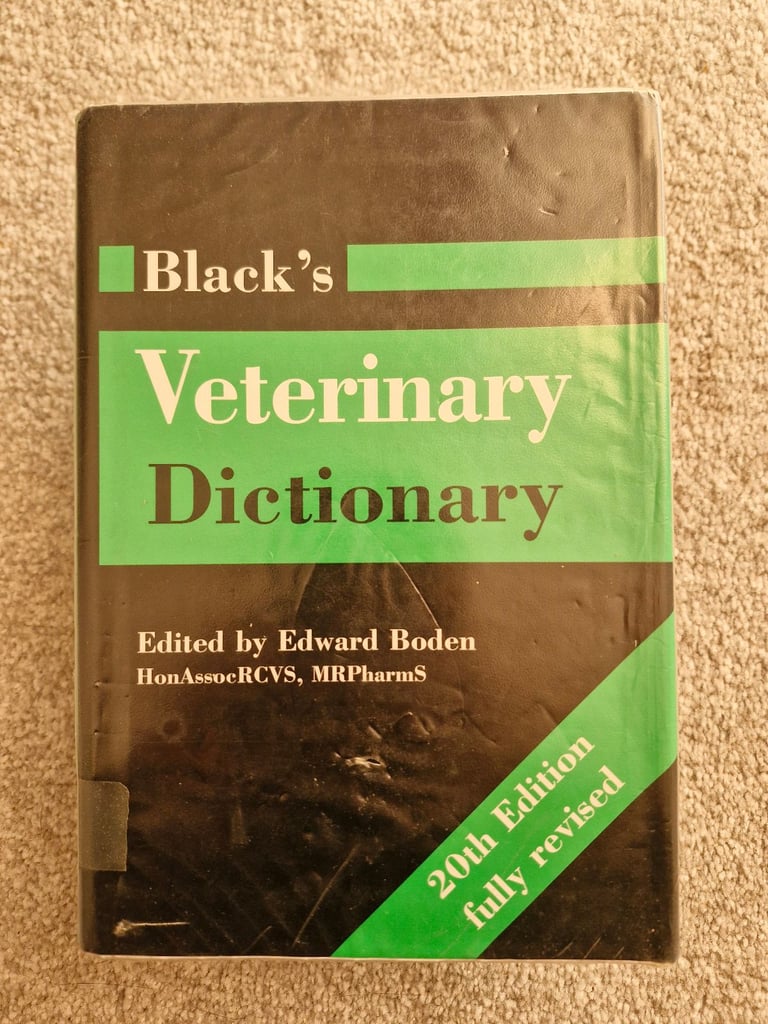 Black's
Veterinary
Dictionary
Edited by Edward Boden
HonAssocRCVS, MRPharmS
20th Edition
fully revised